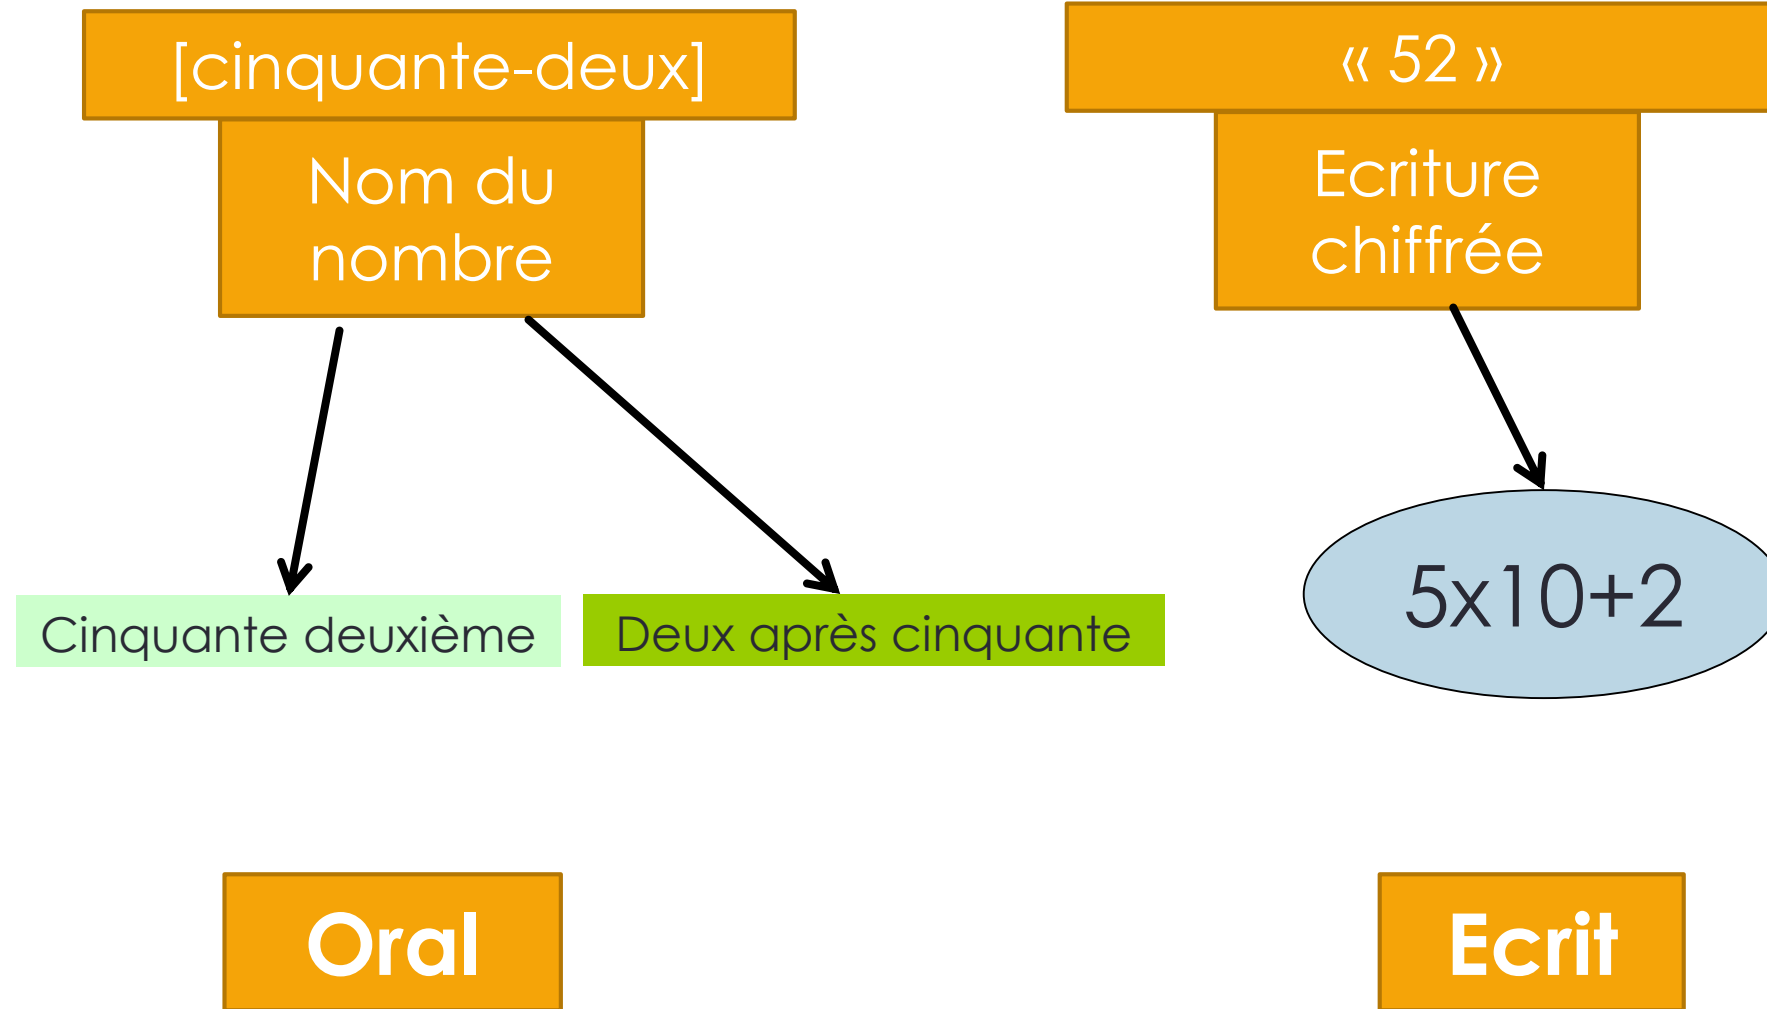 [cinquante-deux]
Nom du
nombre
« 52 »
Ecriture
chiffrée
Cinquante deuxième
Deux après cinquante
5x10+2
Oral
Ecrit